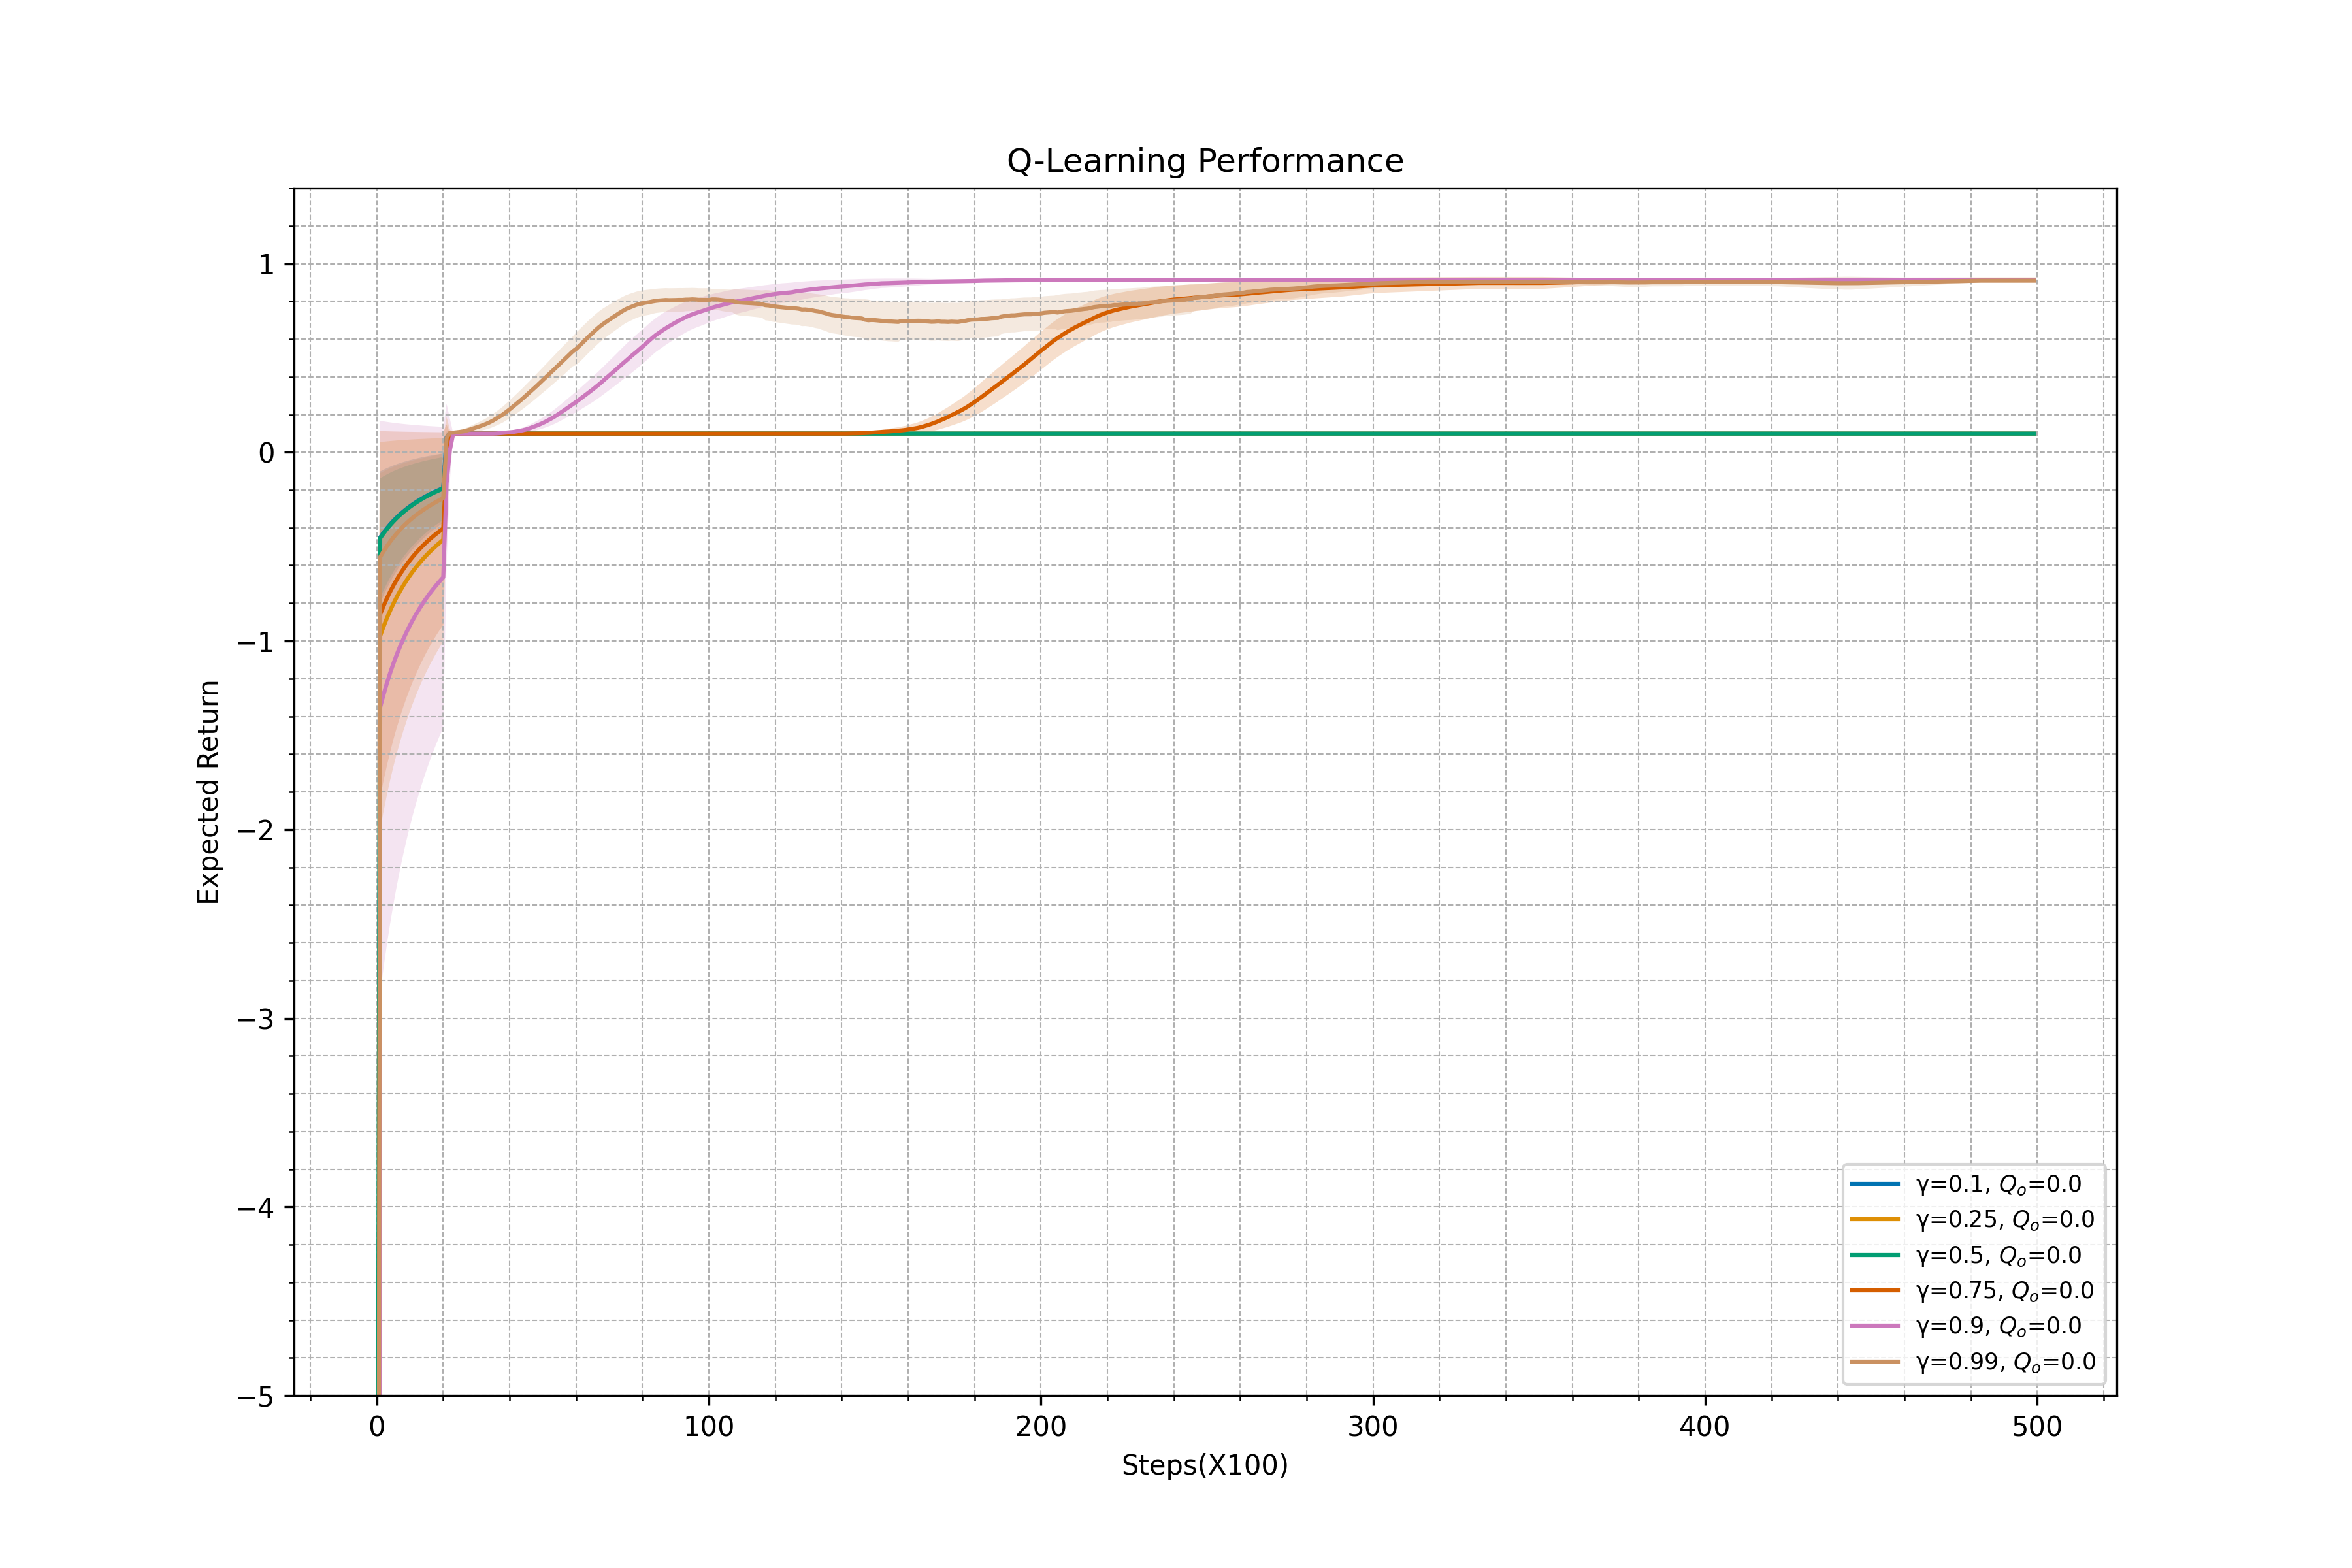 Q-Learning Performance
Expected Return
1
0
−1
−2
−3
−4
−5
0 100 200 300 400 500
Steps(X100)
γ=0.1, Qₒ=0.0
γ=0.25, Qₒ=0.0
γ=0.5, Qₒ=0.0
γ=0.75, Qₒ=0.0
γ=0.9, Qₒ=0.0
γ=0.99, Qₒ=0.0